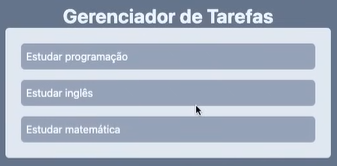 Gerenciador de Tarefas
Estudar programação
Estudar inglês
Estudar matemática